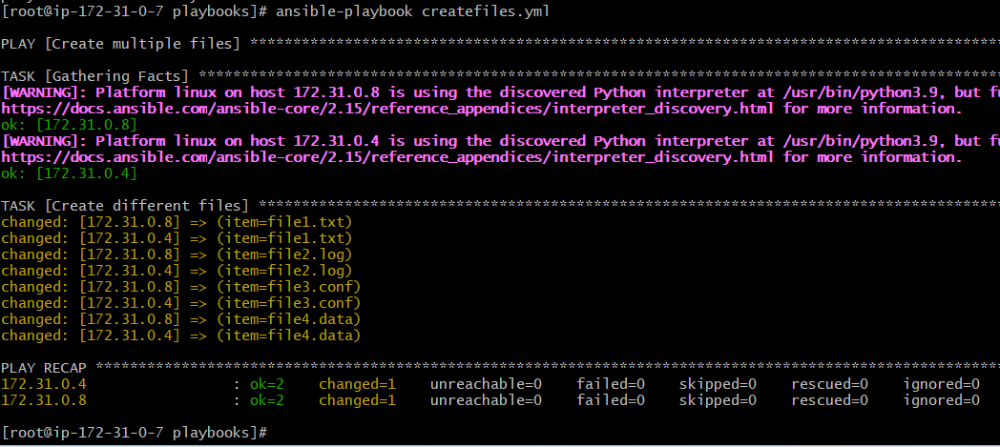 [root@ip-172-31-0-7 playbooks]# ansible-playbook createfiles.yml
PLAY [Create multiple files] ****************************************************************************************
TASK [Gathering Facts] **********************************************************************************************
[WARNING]: Platform linux on host 172.31.0.8 is using the discovered Python interpreter at /usr/bin/python3.9, but fu
https://docs.ansible.com/ansible-core/2.15/reference_appendices/interpreter_discovery.html for more information.
ok: [172.31.0.8]
[WARNING]: Platform linux on host 172.31.0.4 is using the discovered Python interpreter at /usr/bin/python3.9, but fu
https://docs.ansible.com/ansible-core/2.15/reference_appendices/interpreter_discovery.html for more information.
ok: [172.31.0.4]
TASK [Create different files] ***************************************************************************************
changed: [172.31.0.8] => (item=file1.txt)
changed: [172.31.0.4] => (item=file1.txt)
changed: [172.31.0.8] => (item=file2.log)
changed: [172.31.0.4] => (item=file2.log)
changed: [172.31.0.8] => (item=file3.conf)
changed: [172.31.0.4] => (item=file3.conf)
changed: [172.31.0.8] => (item=file4.data)
changed: [172.31.0.4] => (item=file4.data)
PLAY RECAP **********************************************************************************************************
172.31.0.4                 : ok=2    changed=1    unreachable=0    failed=0    skipped=0    rescued=0    ignored=0
172.31.0.8                 : ok=2    changed=1    unreachable=0    failed=0    skipped=0    rescued=0    ignored=0
[root@ip-172-31-0-7 playbooks]#